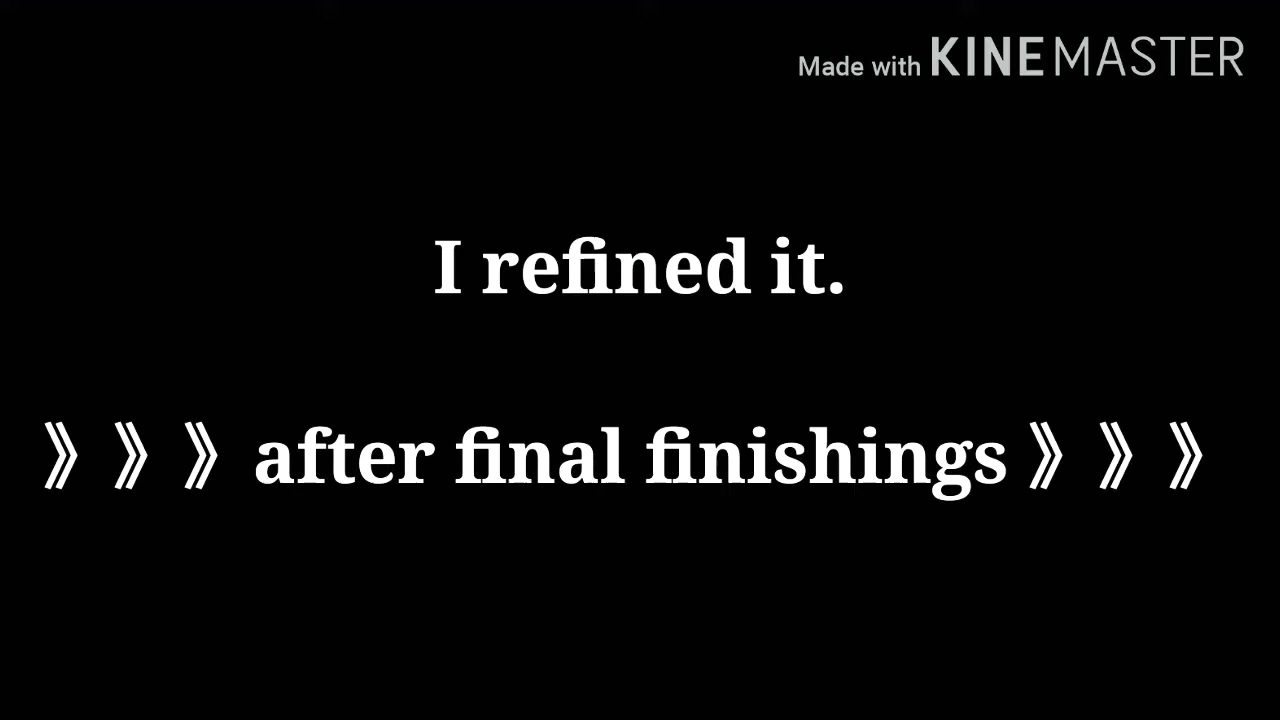 Made with KINEMASTER
I refined it.
》》》after final finishings 》》》